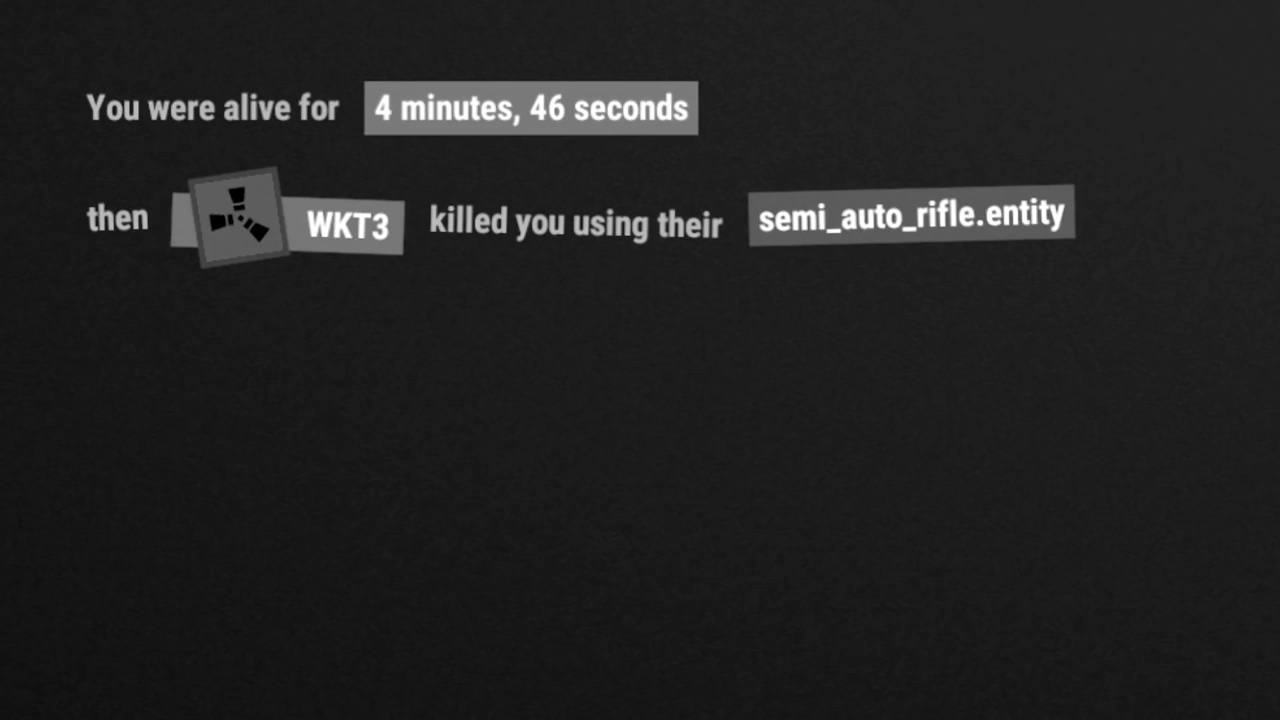 You were alive for 4 minutes, 46 seconds
then WKT3 killed you using their semi_auto_rifle.entity